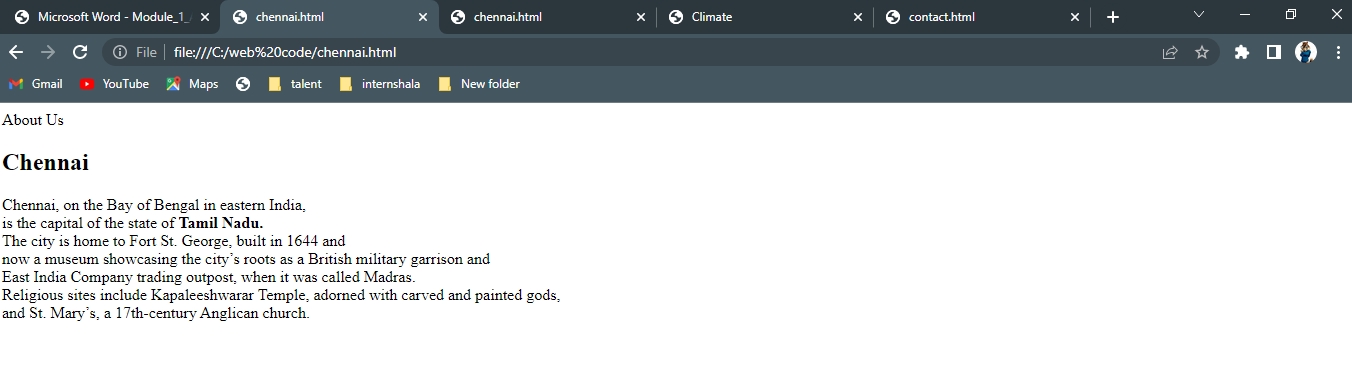 Microsoft Word - Module_1_
chennai.html
chennai.html
Climate
contact.html
File
file:///C:/web%20code/chennai.html
Gmail
YouTube
Maps
talent
internshala
New folder
About Us
Chennai
Chennai, on the Bay of Bengal in eastern India,
is the capital of the state of Tamil Nadu.
The city is home to Fort St. George, built in 1644 and
now a museum showcasing the city’s roots as a British military garrison and
East India Company trading outpost, when it was called Madras.
Religious sites include Kapaleeshwarar Temple, adorned with carved and painted gods,
and St. Mary’s, a 17th-century Anglican church.